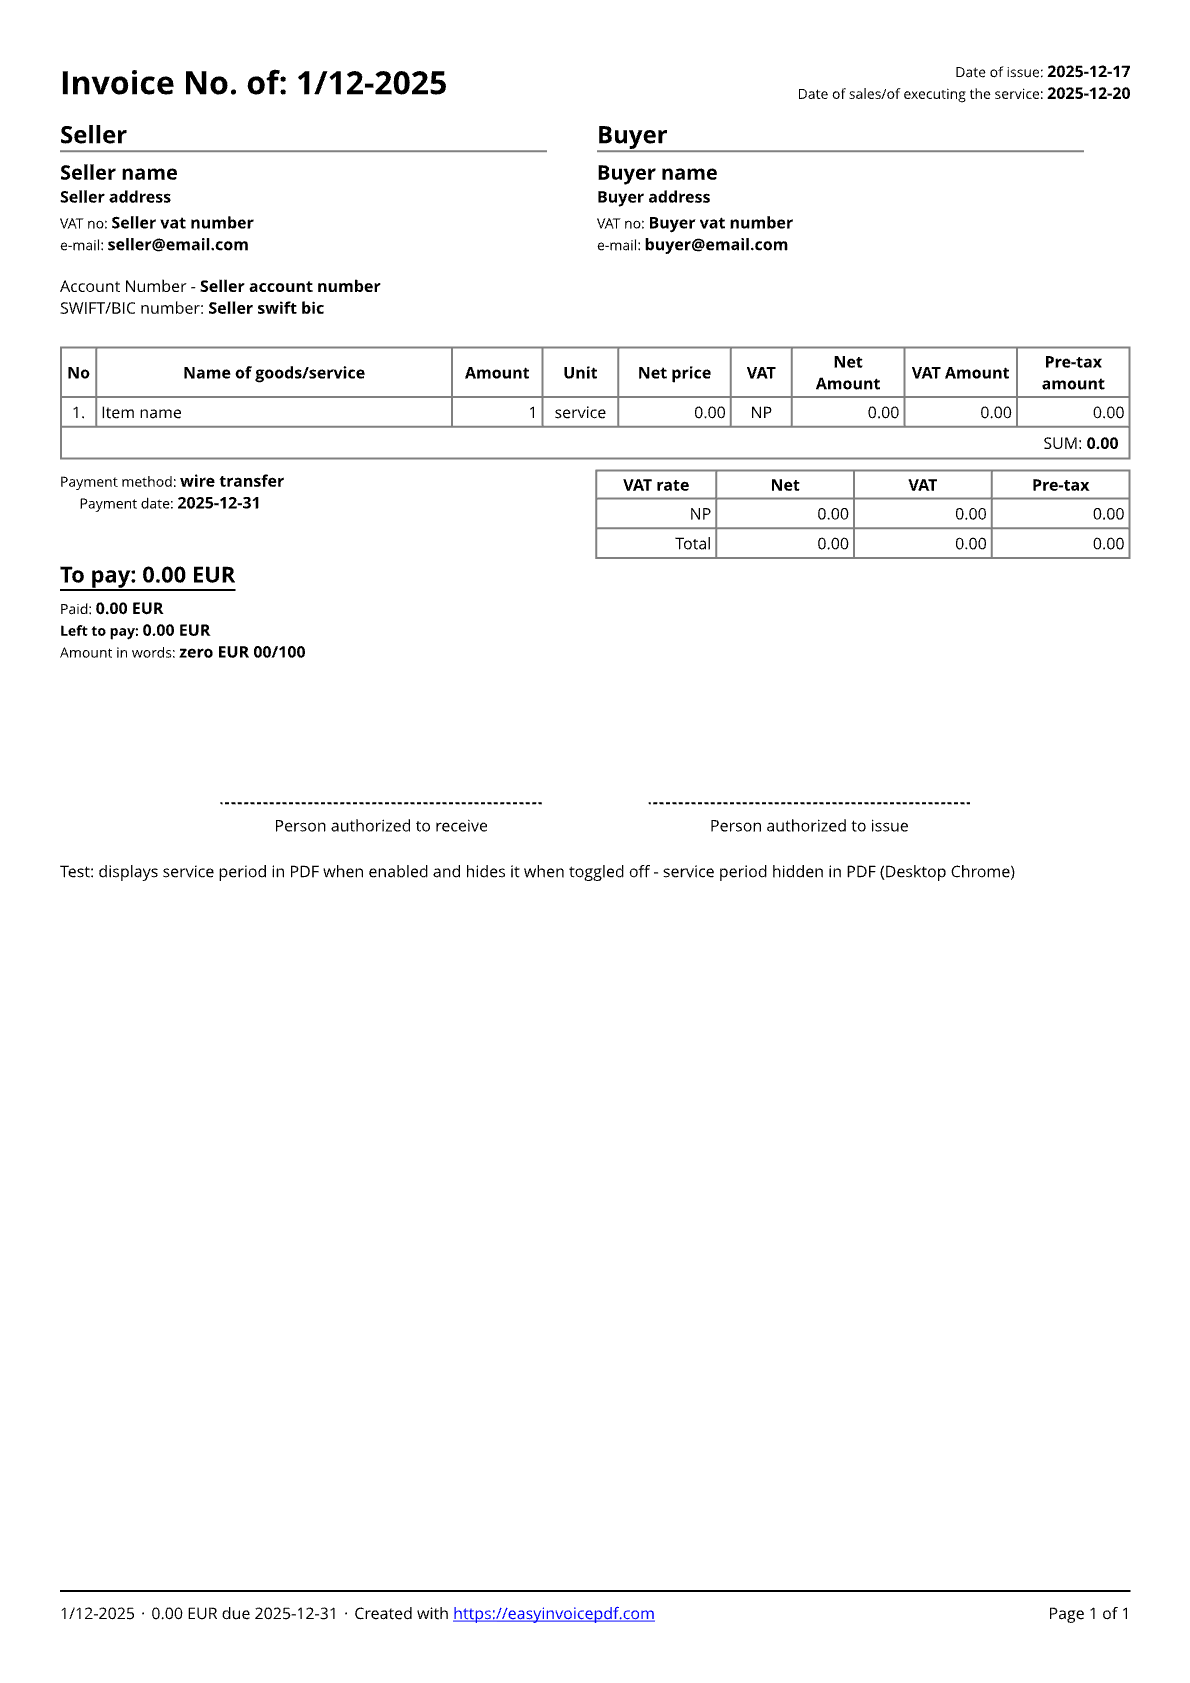 Invoice No. of: 1/12-2025
Date of issue: 2025-12-17
Date of sales/of executing the service: 2025-12-20
Seller
Seller name
Seller address
VAT no: Seller vat number
e-mail: seller@email.com
Account Number - Seller account number
SWIFT/BIC number: Seller swift bic
Buyer
Buyer name
Buyer address
VAT no: Buyer vat number
e-mail: buyer@email.com
No Name of goods/service Amount Unit Net price VAT Net Amount VAT Amount Pre-tax amount
1. Item name 1 service 0.00 NP 0.00 0.00 0.00
SUM: 0.00
Payment method: wire transfer
Payment date: 2025-12-31
VAT rate Net VAT Pre-tax
NP 0.00 0.00 0.00
Total 0.00 0.00 0.00
To pay: 0.00 EUR
Paid: 0.00 EUR
Left to pay: 0.00 EUR
Amount in words: zero EUR 00/100
Person authorized to receive
Person authorized to issue
Test: displays service period in PDF when enabled and hides it when toggled off - service period hidden in PDF (Desktop Chrome)
1/12-2025 · 0.00 EUR due 2025-12-31 · Created with https://easyinvoicepdf.com
Page 1 of 1